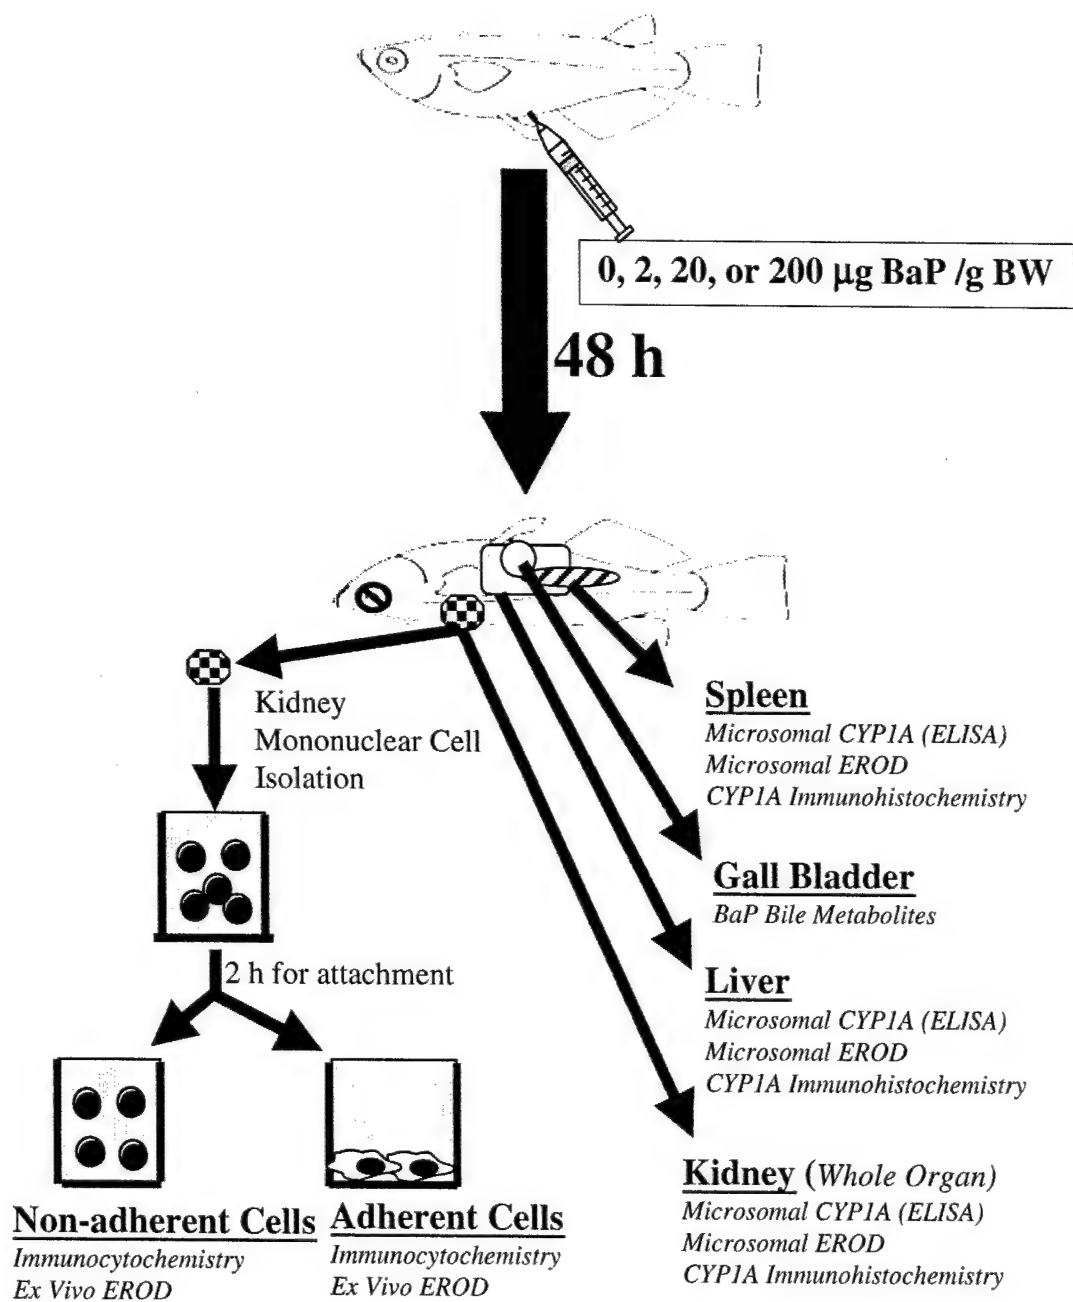 0, 2, 20, or 200 μg BaP /g BW
48 h
Kidney
Mononuclear Cell
Isolation
2 h for attachment
Non-adherent Cells
Immunocytochemistry
Ex Vivo EROD
Adherent Cells
Immunocytochemistry
Ex Vivo EROD
Spleen
Microsomal CYP1A (ELISA)
Microsomal EROD
CYP1A Immunohistochemistry
Gall Bladder
BaP Bile Metabolites
Liver
Microsomal CYP1A (ELISA)
Microsomal EROD
CYP1A Immunohistochemistry
Kidney (Whole Organ)
Microsomal CYP1A (ELISA)
Microsomal EROD
CYP1A Immunohistochemistry